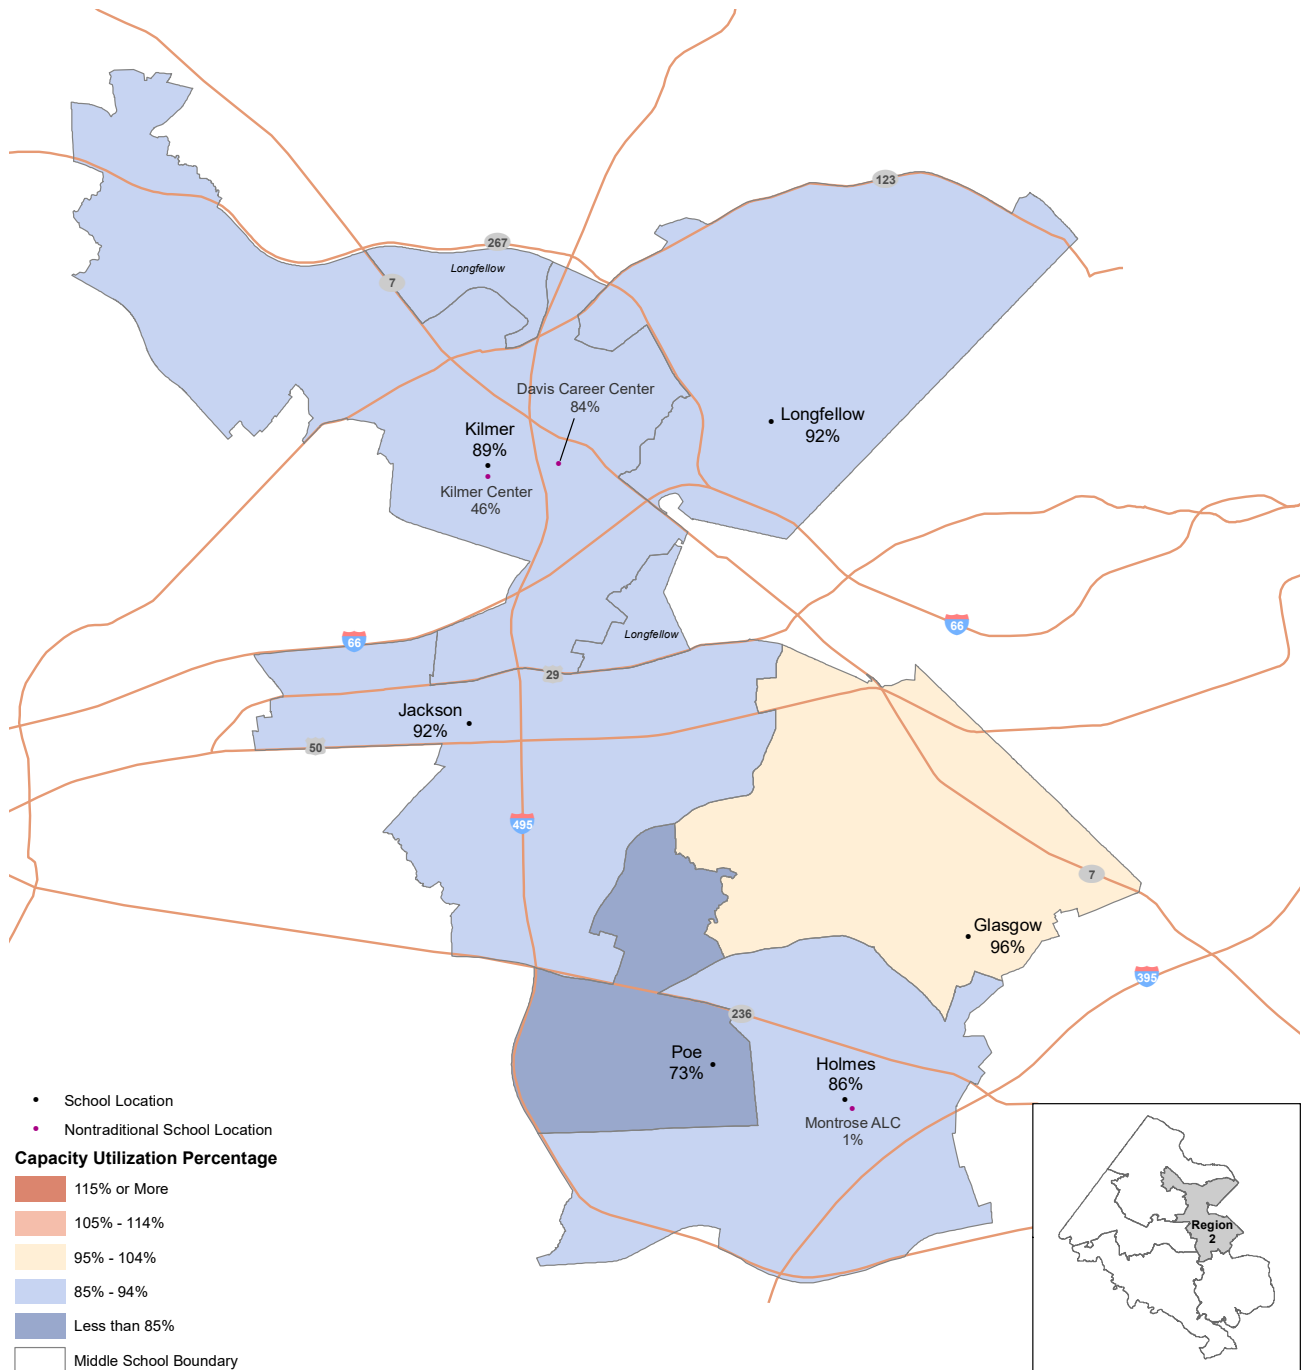 123
267
Longfellow
7
Davis Career Center
84%
Longfellow
92%
Kilmer
89%
Kilmer Center
46%
66
66
Longfellow
29
Jackson
92%
50
495
7
Glasgow
96%
395
236
Poe
73%
Holmes
86%
Montrose ALC
1%
School Location
Nontraditional School Location
Capacity Utilization Percentage
115% or More
105% - 114%
95% - 104%
85% - 94%
Less than 85%
Middle School Boundary
Region
2